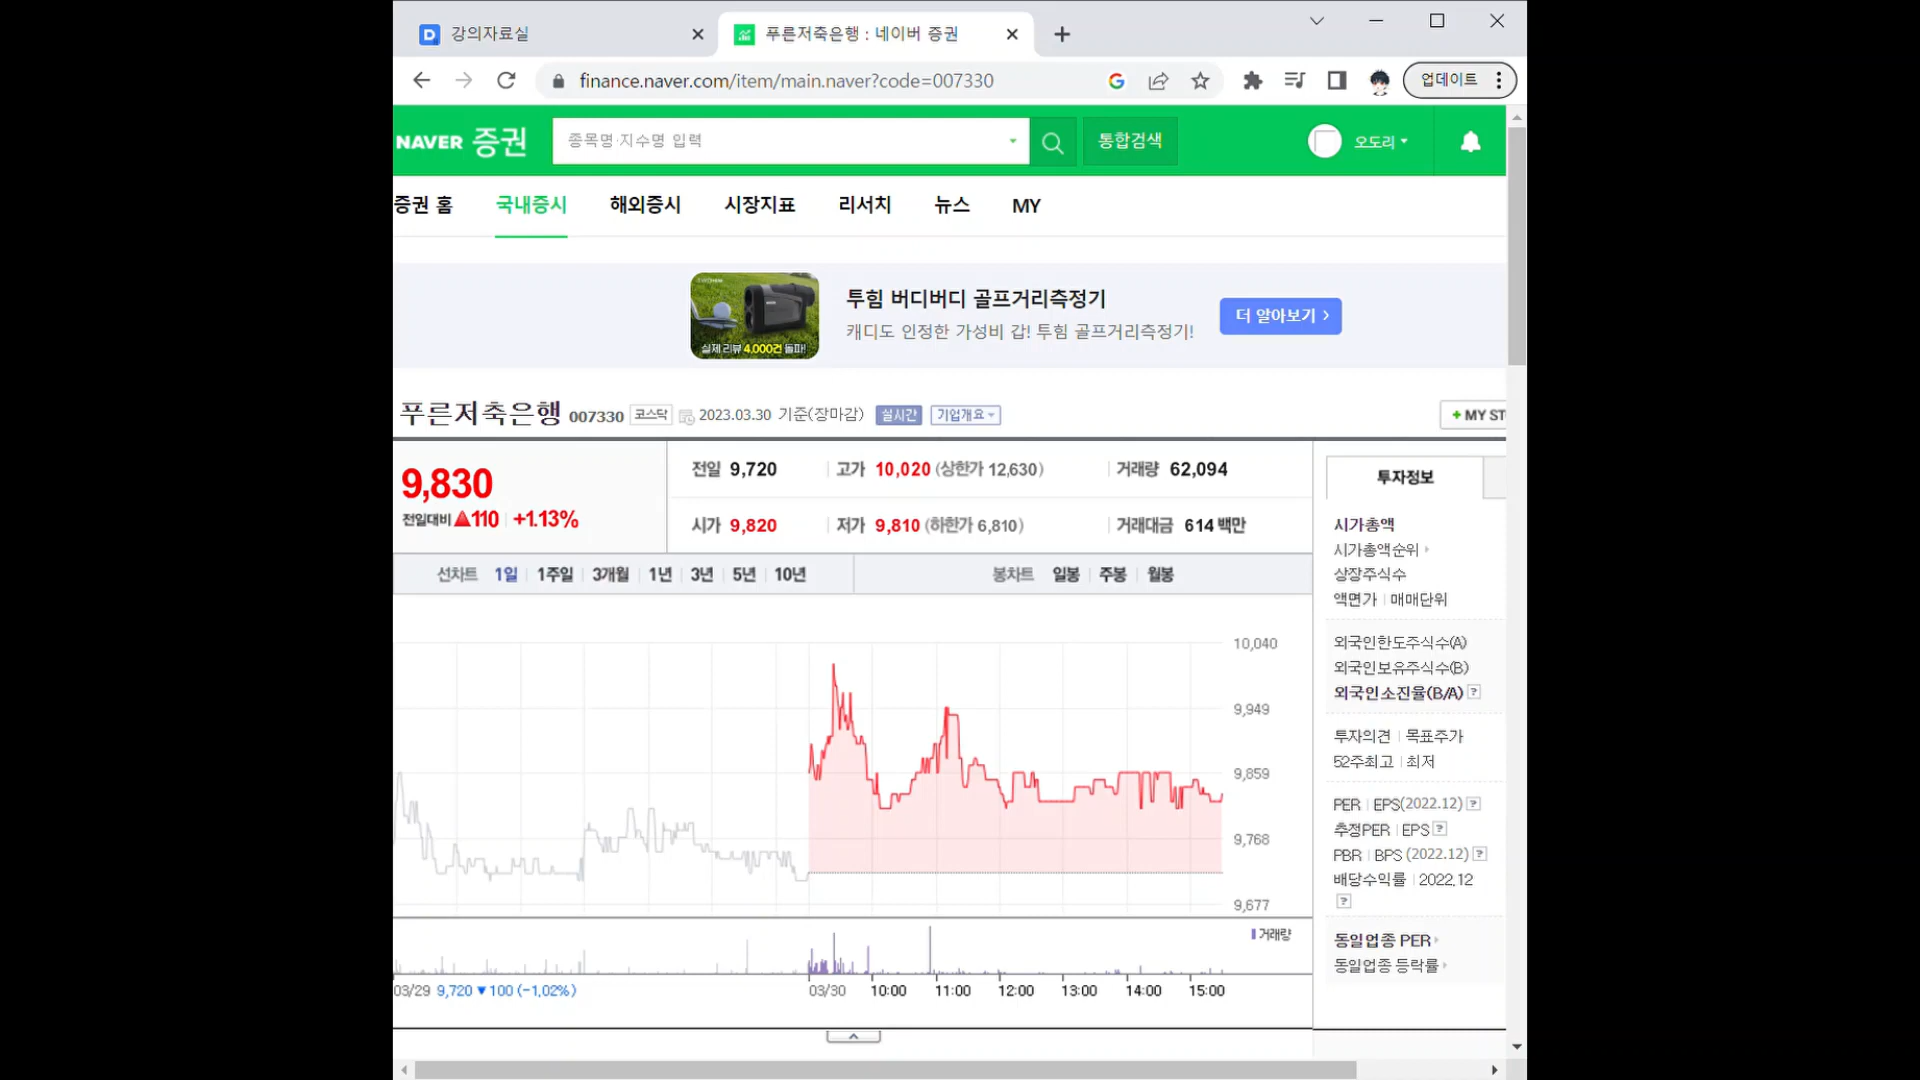 강의자료실
푸른저축은행 : 네이버 증권
finance.naver.com/item/main.naver?code=007330
업데이트
NAVER 증권
종목명·지수명 입력
통합검색
오도리
증권 홈 국내증시 해외증시 시장지표 리서치 뉴스 MY
투힘 버디버디 골프거리측정기
캐디도 인정한 가성비 갑! 투힘 골프거리측정기!
실제 리뷰 4,000건 돌파!
더 알아보기 >
푸른저축은행 007330 코스닥 2023.03.30 기준(장마감) 실시간 기업개요
+ MY ST
9,830
전일대비 ▲110 +1.13%
전일 9,720 고가 10,020 (상한가 12,630) 거래량 62,094
시가 9,820 저가 9,810 (하한가 6,810) 거래대금 614 백만
선차트 1일 1주일 3개월 1년 3년 5년 10년 봉차트 일봉 주봉 월봉
10,040
9,949
9,859
9,768
9,677
거래량
03/29 9,720 ▼100 (-1.02%)
03/30 10:00 11:00 12:00 13:00 14:00 15:00
투자정보
시가총액
시가총액순위
상장주식수
액면가 매매단위
외국인한도주식수(A)
외국인보유주식수(B)
외국인소진율(B/A) ?
투자의견 목표주가
52주최고 최저
PER EPS(2022.12) ?
추정PER EPS ?
PBR BPS (2022.12) ?
배당수익률 2022.12
?
동일업종 PER
동일업종 등락률